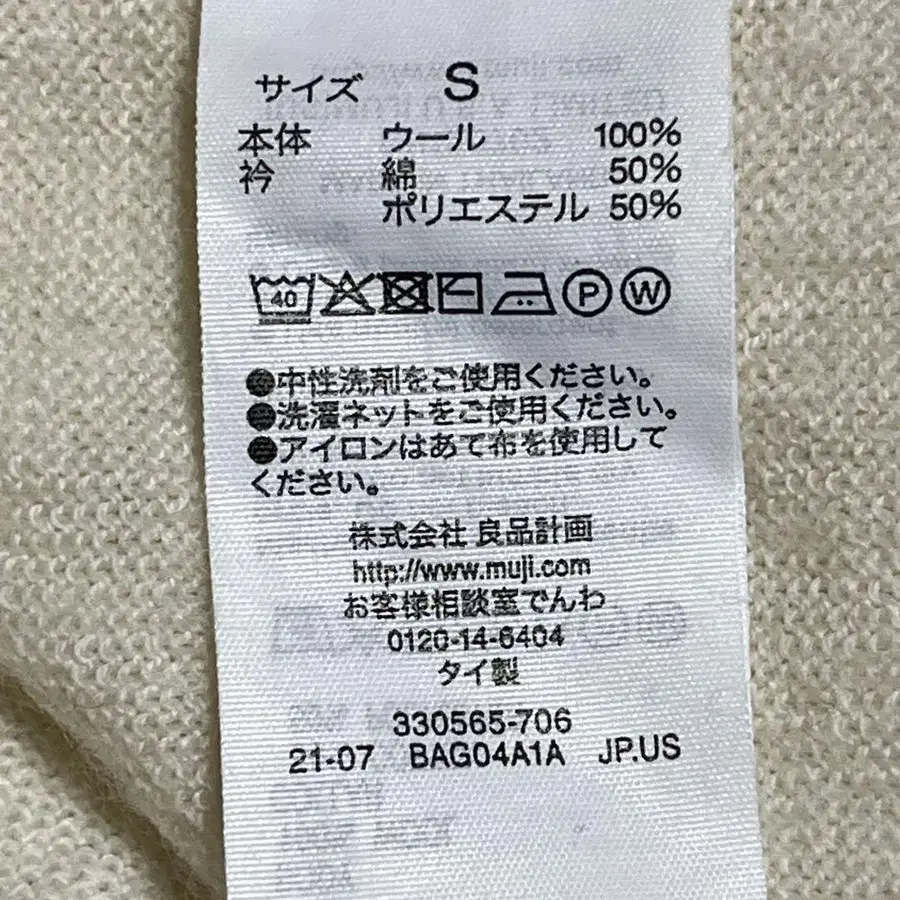 サイズ S
本体 ウール 100%
衿 綿 50%
ポリエステル 50%
40 P W
●中性洗剤をご使用ください。
●洗濯ネットをご使用ください。
●アイロンはあて布を使用して
ください。
株式会社 良品計画
http://www.muji.com
お客様相談室でんわ
0120-14-6404
タイ製
330565-706
21-07 BAG04A1A JP.US